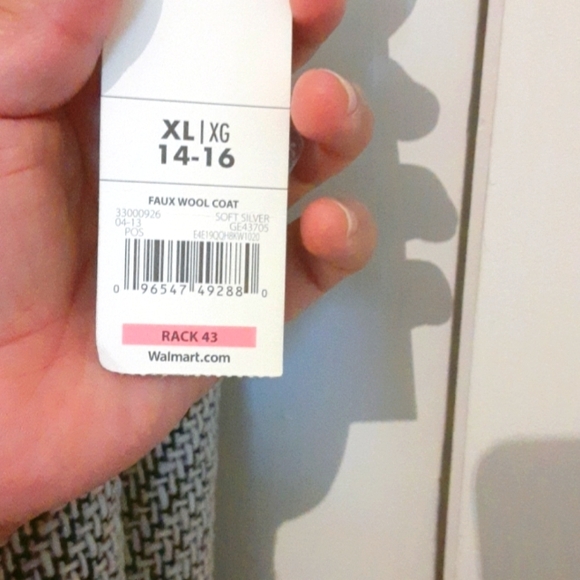 XL|XG
14-16
FAUX WOOL COAT
33000926 SOFT SILVER
04-13 GE43705
POS E4E19QQH8KW1020
0 96547 49288 0
RACK 43
Walmart.com